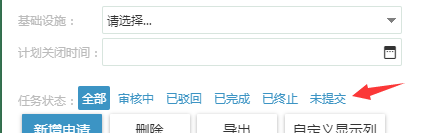 基础设施： 请选择...
计划关闭时间：
任务状态： 全部 审核中 已驳回 已完成 已终止 未提交
新增申请 删除 导出 自定义显示列